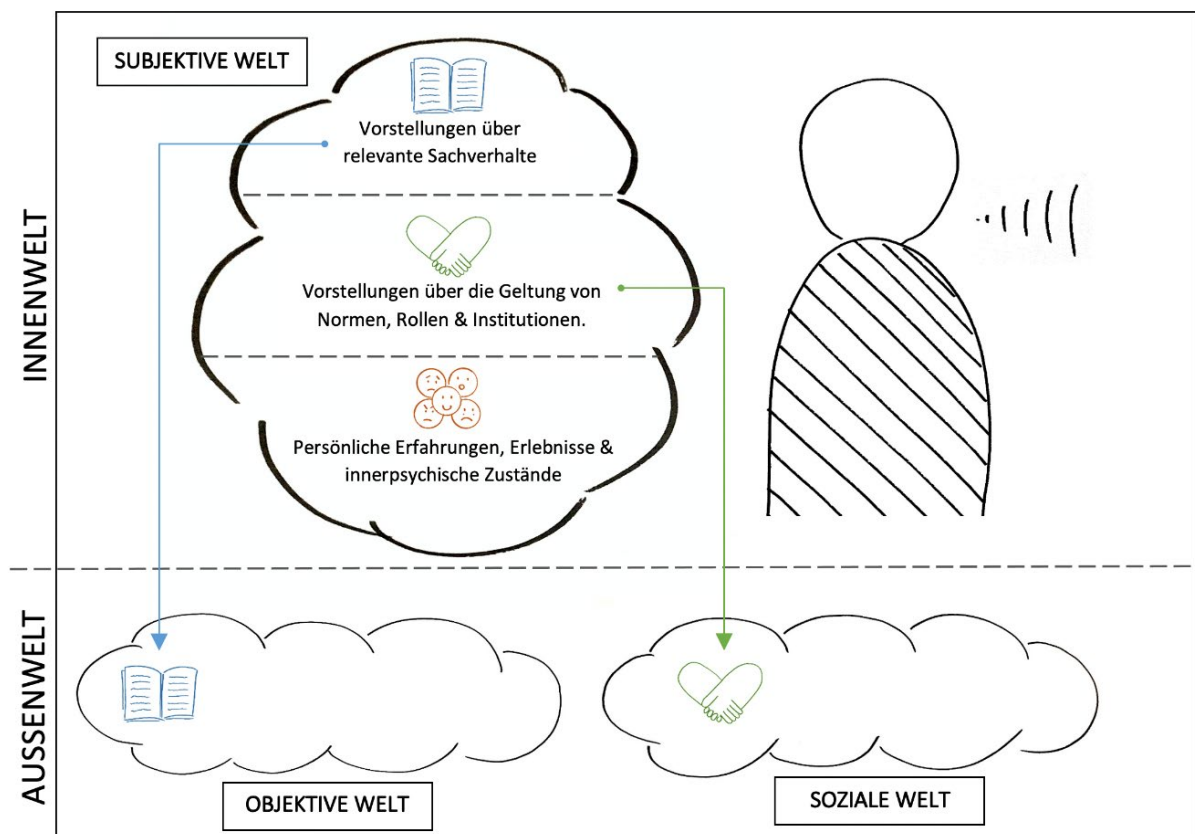 SUBJEKTIVE WELT
Vorstellungen über
relevante Sachverhalte
INNENWELT
Vorstellungen über die Geltung von
Normen, Rollen & Institutionen.
Persönliche Erfahrungen, Erlebnisse &
innerpsychische Zustände
AUSSENWELT
OBJEKTIVE WELT
SOZIALE WELT